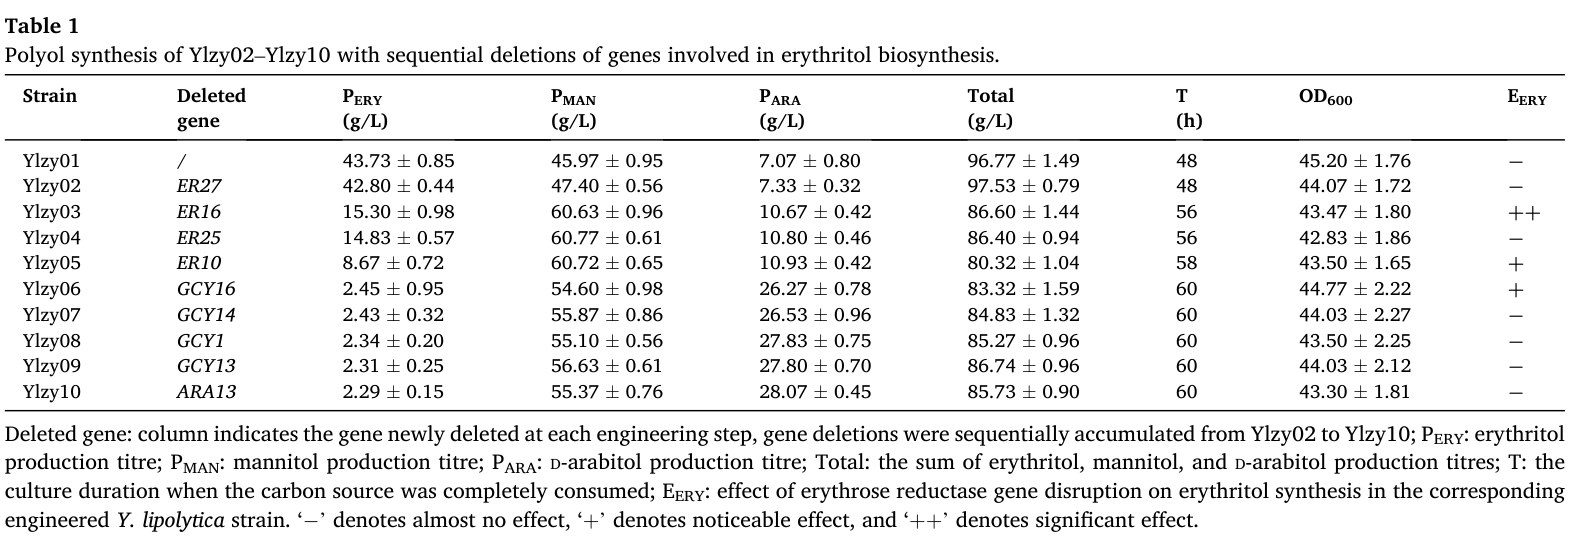 Table 1
Polyol synthesis of Ylzy02–Ylzy10 with sequential deletions of genes involved in erythritol biosynthesis.
Strain Deleted gene P_ERY (g/L) P_MAN (g/L) P_ARA (g/L) Total (g/L) T (h) OD_600 E_ERY
Ylzy01 / 43.73 ± 0.85 45.97 ± 0.95 7.07 ± 0.80 96.77 ± 1.49 48 45.20 ± 1.76 −
Ylzy02 ER27 42.80 ± 0.44 47.40 ± 0.56 7.33 ± 0.32 97.53 ± 0.79 48 44.07 ± 1.72 −
Ylzy03 ER16 15.30 ± 0.98 60.63 ± 0.96 10.67 ± 0.42 86.60 ± 1.44 56 43.47 ± 1.80 ++
Ylzy04 ER25 14.83 ± 0.57 60.77 ± 0.61 10.80 ± 0.46 86.40 ± 0.94 56 42.83 ± 1.86 −
Ylzy05 ER10 8.67 ± 0.72 60.72 ± 0.65 10.93 ± 0.42 80.32 ± 1.04 58 43.50 ± 1.65 +
Ylzy06 GCY16 2.45 ± 0.95 54.60 ± 0.98 26.27 ± 0.78 83.32 ± 1.59 60 44.77 ± 2.22 +
Ylzy07 GCY14 2.43 ± 0.32 55.87 ± 0.86 26.53 ± 0.96 84.83 ± 1.32 60 44.03 ± 2.27 −
Ylzy08 GCY1 2.34 ± 0.20 55.10 ± 0.56 27.83 ± 0.75 85.27 ± 0.96 60 43.50 ± 2.25 −
Ylzy09 GCY13 2.31 ± 0.25 56.63 ± 0.61 27.80 ± 0.70 86.74 ± 0.96 60 44.03 ± 2.12 −
Ylzy10 ARA13 2.29 ± 0.15 55.37 ± 0.76 28.07 ± 0.45 85.73 ± 0.90 60 43.30 ± 1.81 −
Deleted gene: column indicates the gene newly deleted at each engineering step, gene deletions were sequentially accumulated from Ylzy02 to Ylzy10; P_ERY: erythritol
production titre; P_MAN: mannitol production titre; P_ARA: D-arabitol production titre; Total: the sum of erythritol, mannitol, and D-arabitol production titres; T: the
culture duration when the carbon source was completely consumed; E_ERY: effect of erythrose reductase gene disruption on erythritol synthesis in the corresponding
engineered Y. lipolytica strain. ‘−’ denotes almost no effect, ‘+’ denotes noticeable effect, and ‘++’ denotes significant effect.